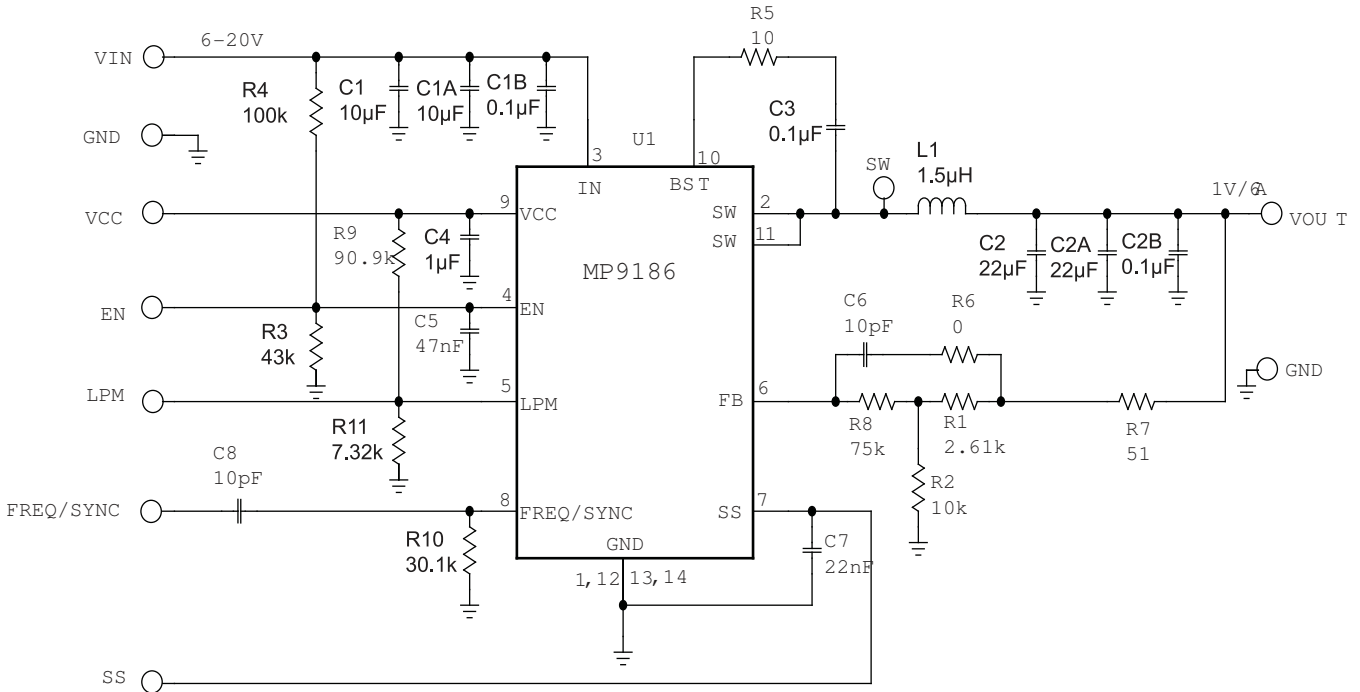 R5
10
VIN
6-20V
R4
100k
C1
10µF
C1A
10µF
C1B
0.1µF
C3
0.1µF
GND
U1
3
10
IN
BST
SW
L1
1.5µH
1V/6A
VOUT
VCC
9
VCC
SW
2
SW
11
R9
90.9k
C4
1µF
MP9186
C2
22µF
C2A
22µF
C2B
0.1µF
EN
4
EN
R3
43k
C5
47nF
C6
10pF
R6
0
GND
LPM
5
LPM
FB
6
R11
7.32k
R8
75k
R1
2.61k
R7
51
C8
10pF
R2
10k
FREQ/SYNC
8
FREQ/SYNC
SS
7
R10
30.1k
GND
C7
22nF
1,12
13,14
SS